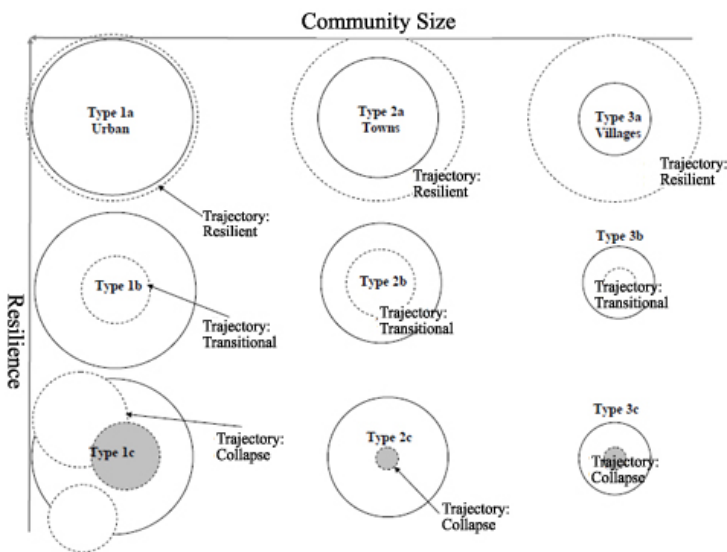 Community Size
Type 1a
Urban
Type 2a
Towns
Type 3a
Villages
Trajectory:
Resilient
Trajectory:
Resilient
Trajectory:
Resilient
Resilience
Type 1b
Trajectory:
Transitional
Type 2b
Trajectory:
Transitional
Type 3b
Trajectory:
Transitional
Type 1c
Trajectory:
Collapse
Type 2c
Trajectory:
Collapse
Type 3c
Trajectory:
Collapse